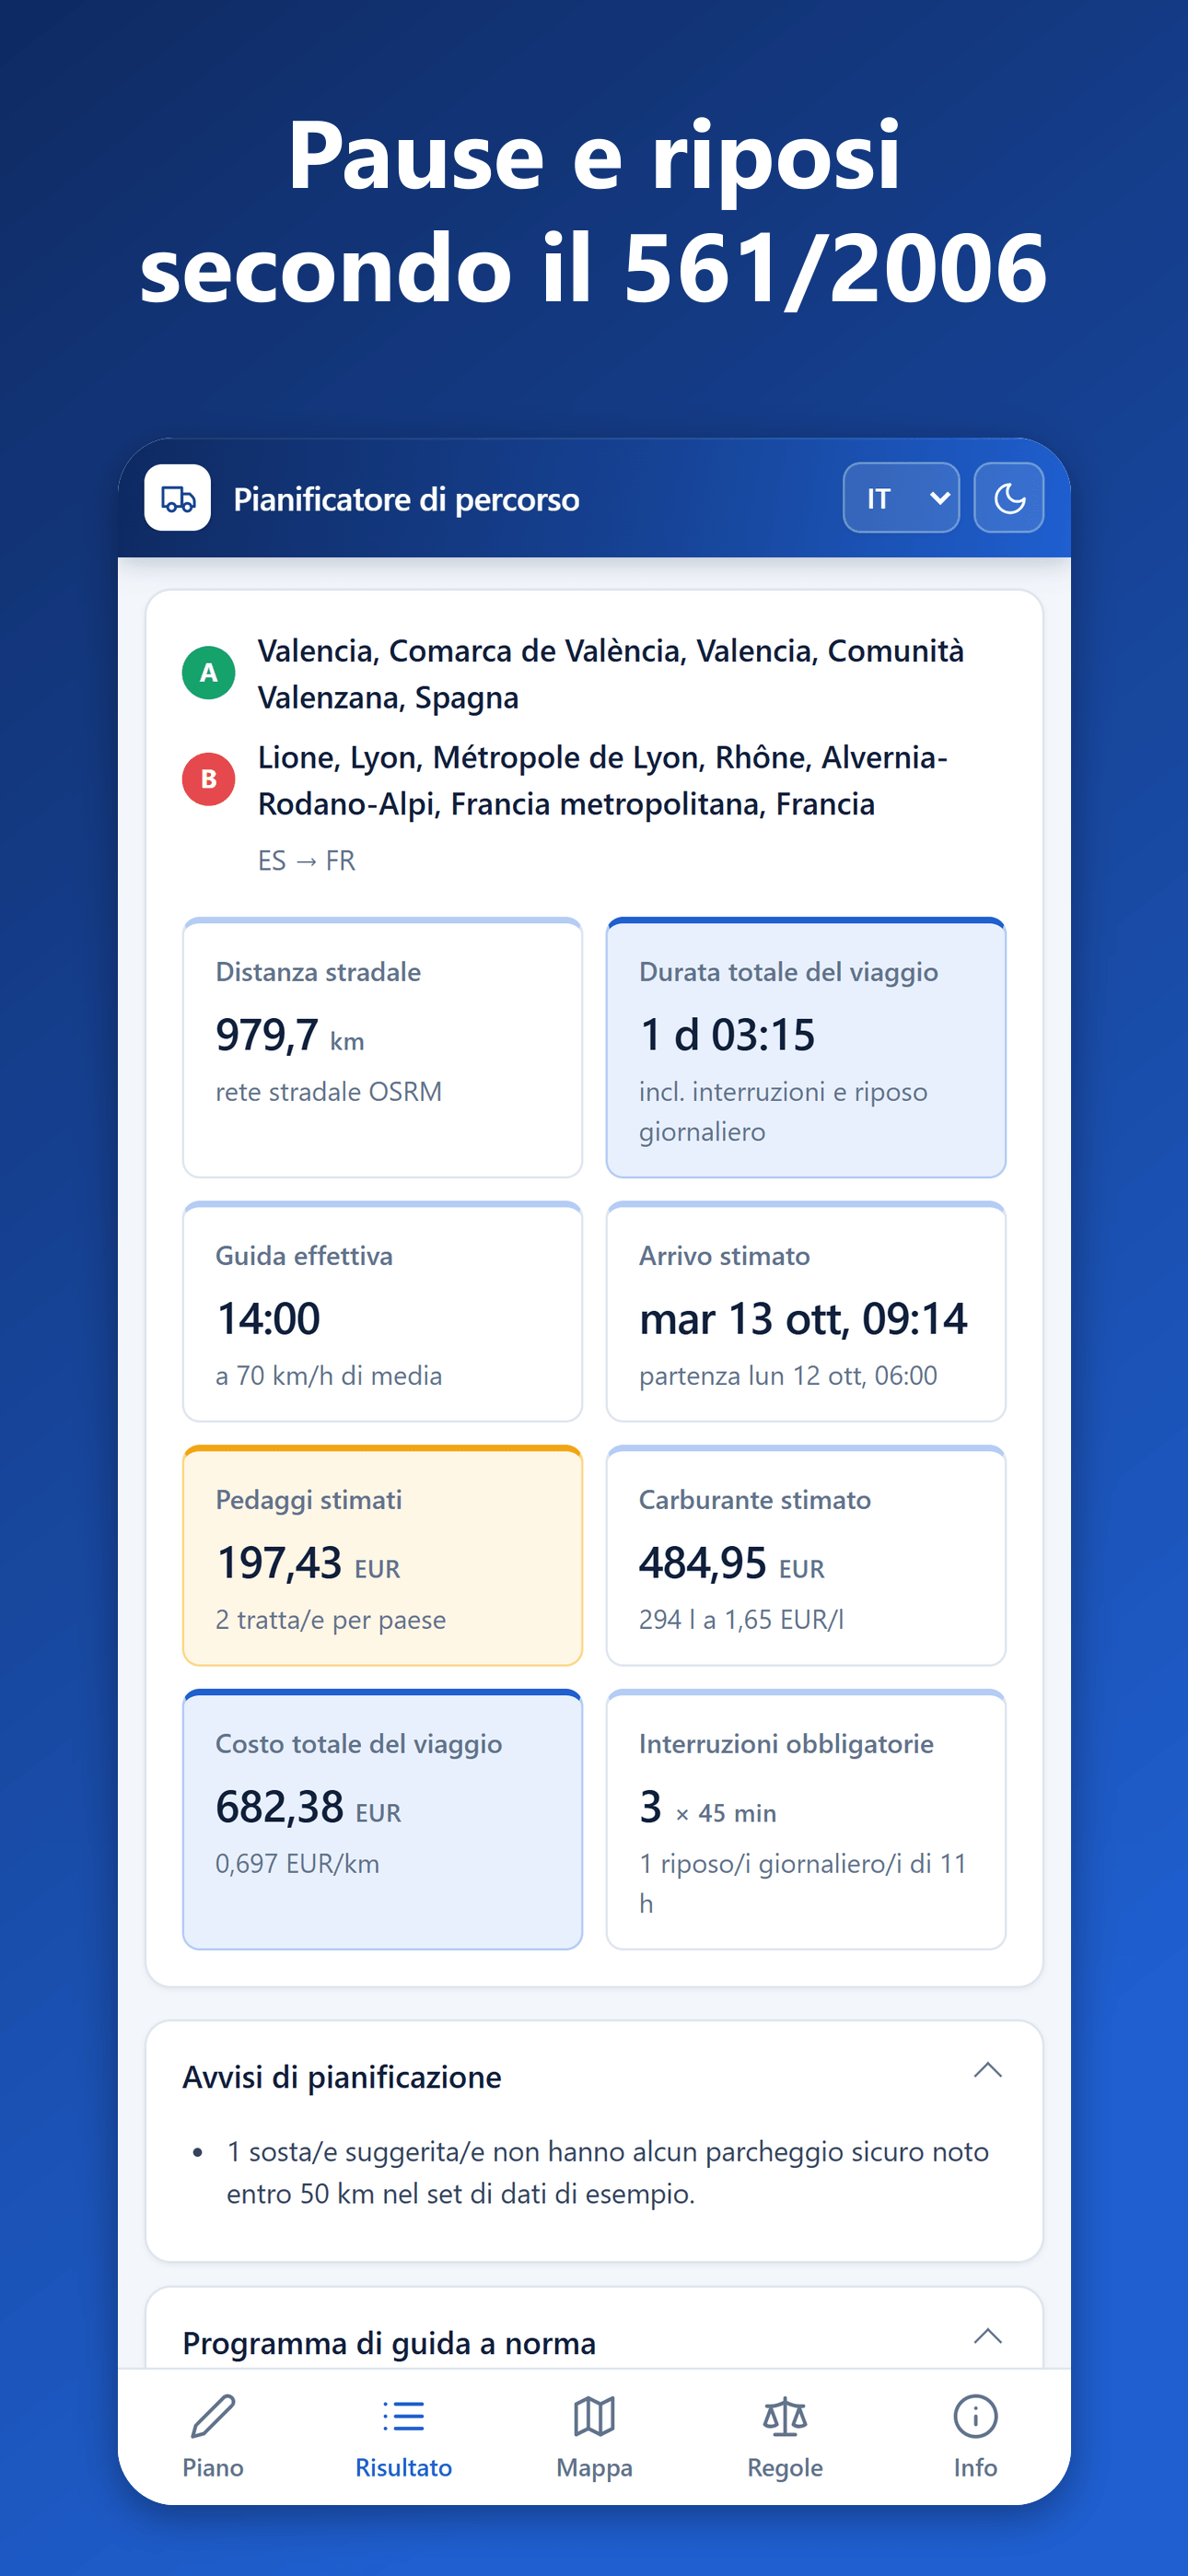 Pause e riposi
secondo il 561/2006
Pianificatore di percorso
IT
A
Valencia, Comarca de València, Valencia, Comunità
Valenzana, Spagna
B
Lione, Lyon, Métropole de Lyon, Rhône, Alvernia-
Rodano-Alpi, Francia metropolitana, Francia
ES → FR
Distanza stradale
979,7 km
rete stradale OSRM
Durata totale del viaggio
1 d 03:15
incl. interruzioni e riposo
giornaliero
Guida effettiva
14:00
a 70 km/h di media
Arrivo stimato
mar 13 ott, 09:14
partenza lun 12 ott, 06:00
Pedaggi stimati
197,43 EUR
2 tratta/e per paese
Carburante stimato
484,95 EUR
294 l a 1,65 EUR/l
Costo totale del viaggio
682,38 EUR
0,697 EUR/km
Interruzioni obbligatorie
3 × 45 min
1 riposo/i giornaliero/i di 11
h
Avvisi di pianificazione
• 1 sosta/e suggerita/e non hanno alcun parcheggio sicuro noto
entro 50 km nel set di dati di esempio.
Programma di guida a norma
Piano
Risultato
Mappa
Regole
Info